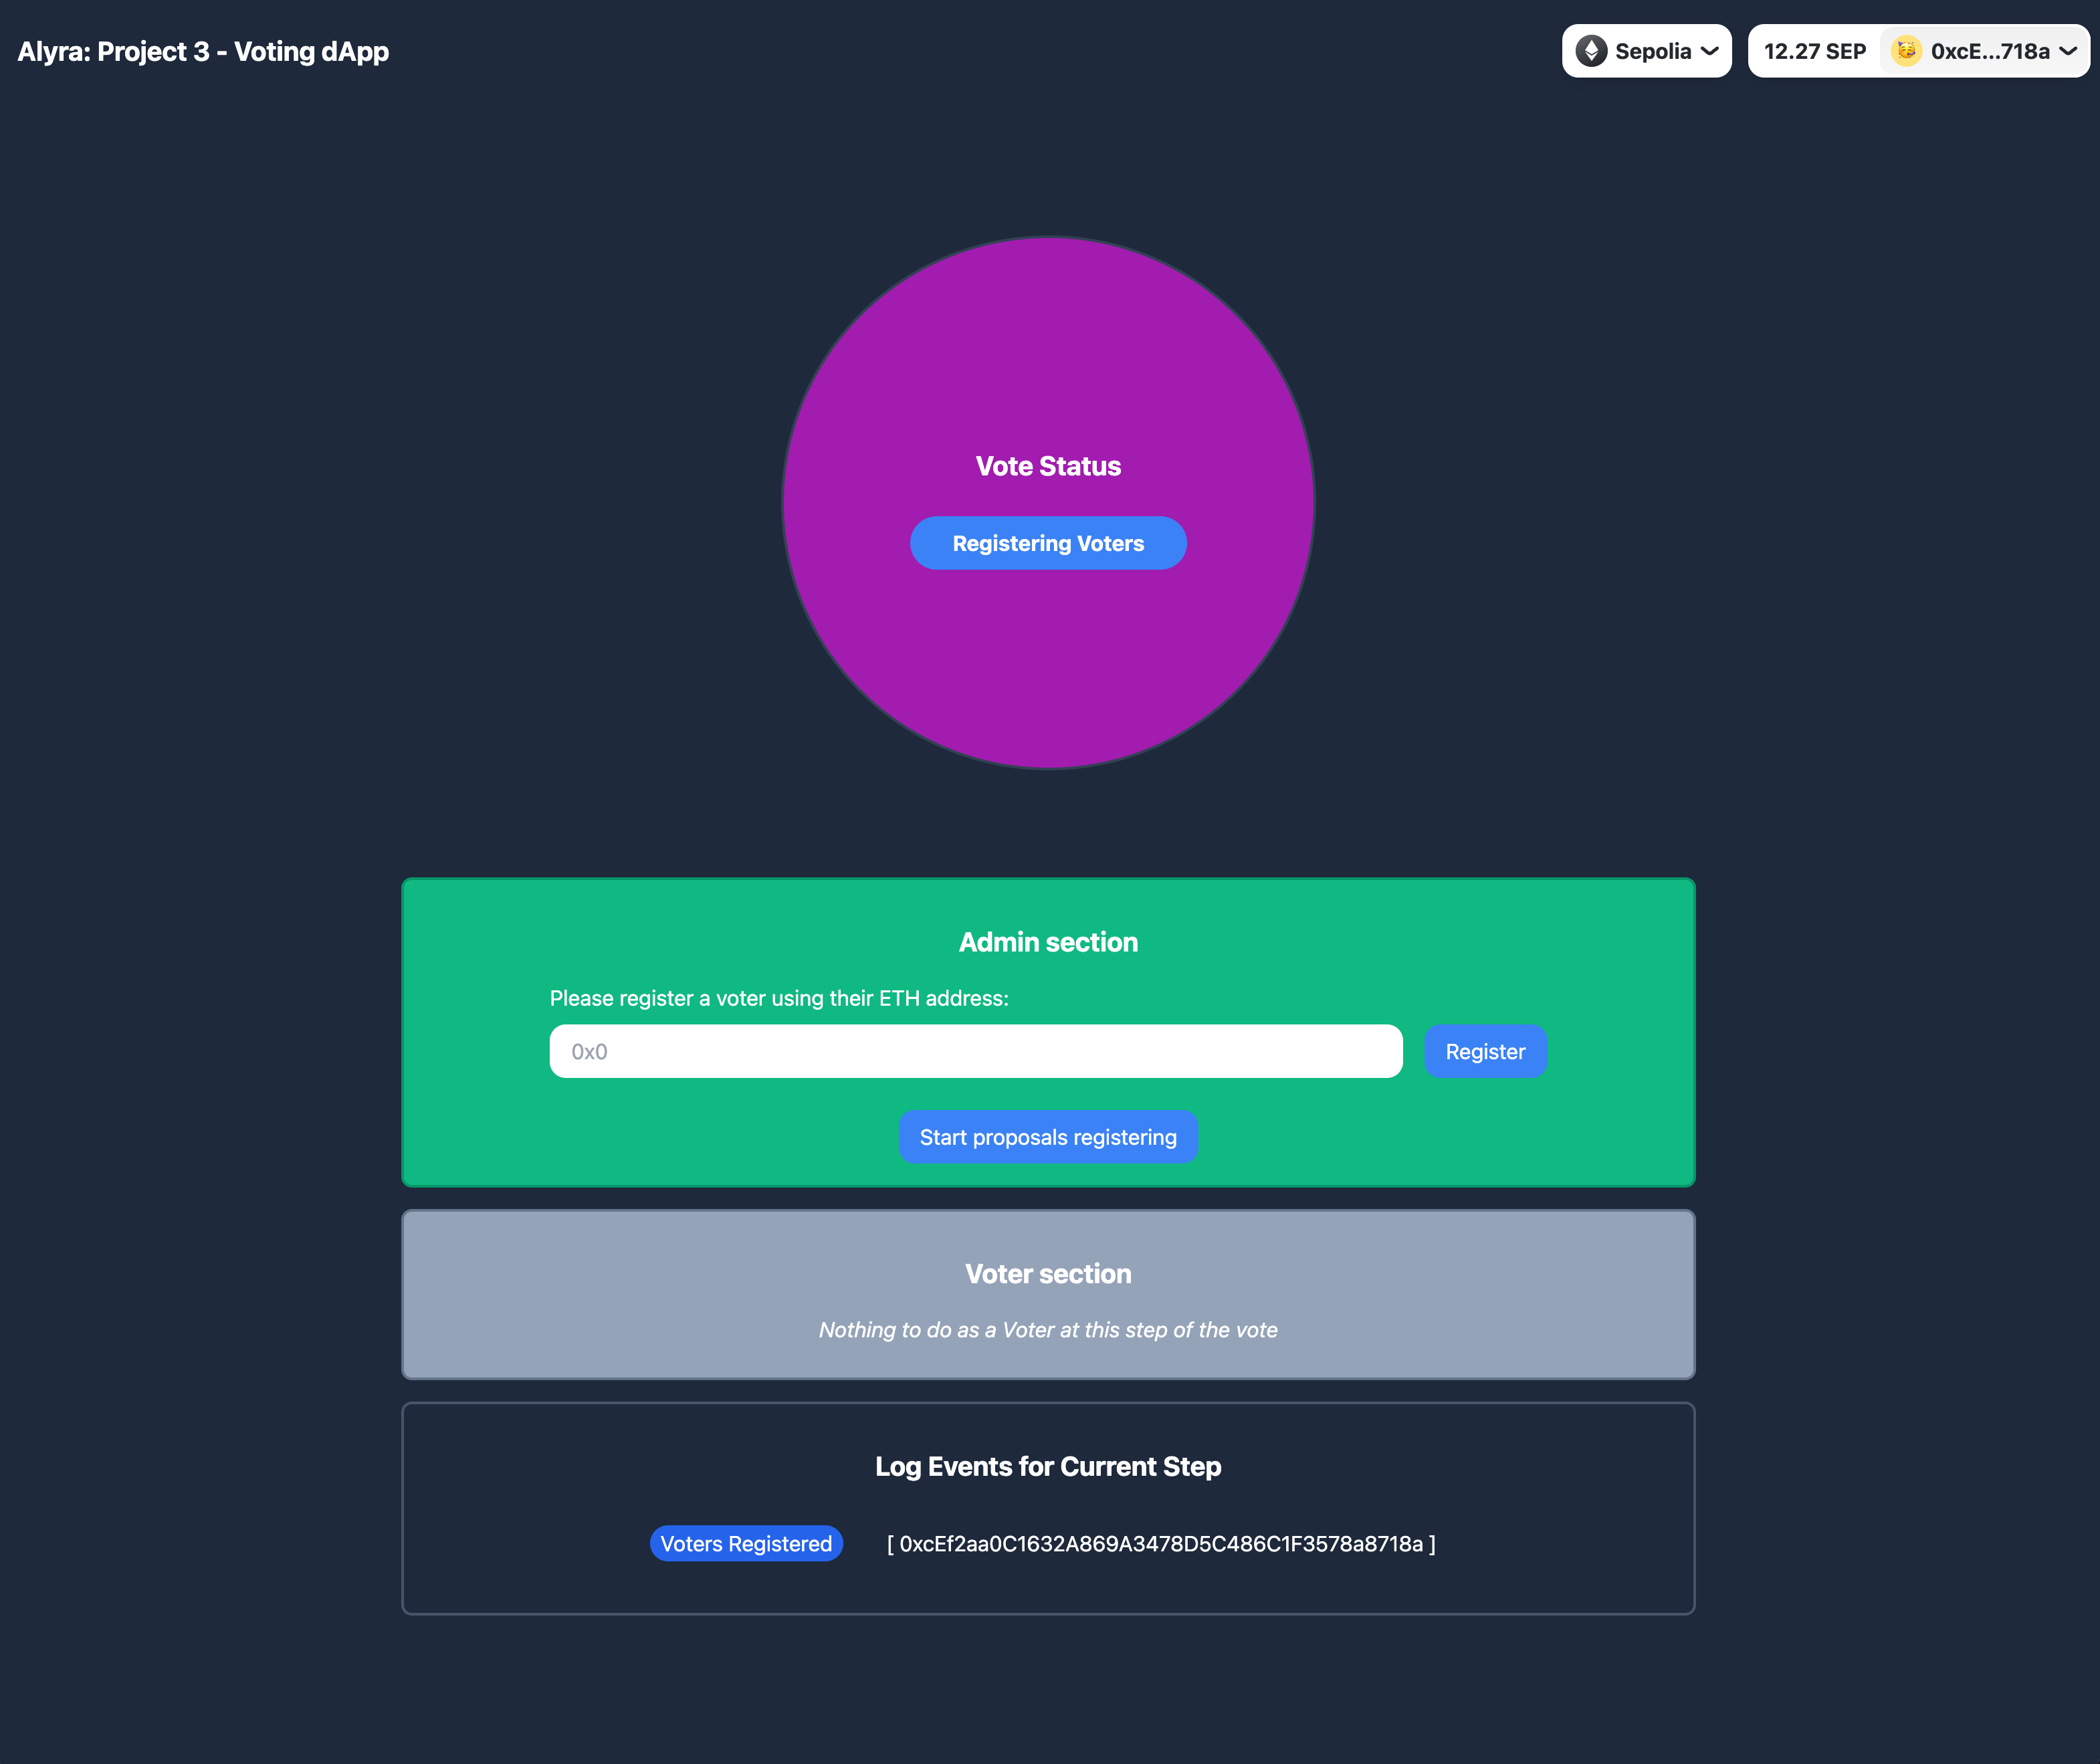 Alyra: Project 3 - Voting dApp
Sepolia
12.27 SEP
0xcE...718a
Vote Status
Registering Voters
Admin section
Please register a voter using their ETH address:
0x0
Register
Start proposals registering
Voter section
Nothing to do as a Voter at this step of the vote
Log Events for Current Step
Voters Registered
[ 0xcEf2aa0C1632A869A3478D5C486C1F3578a8718a ]